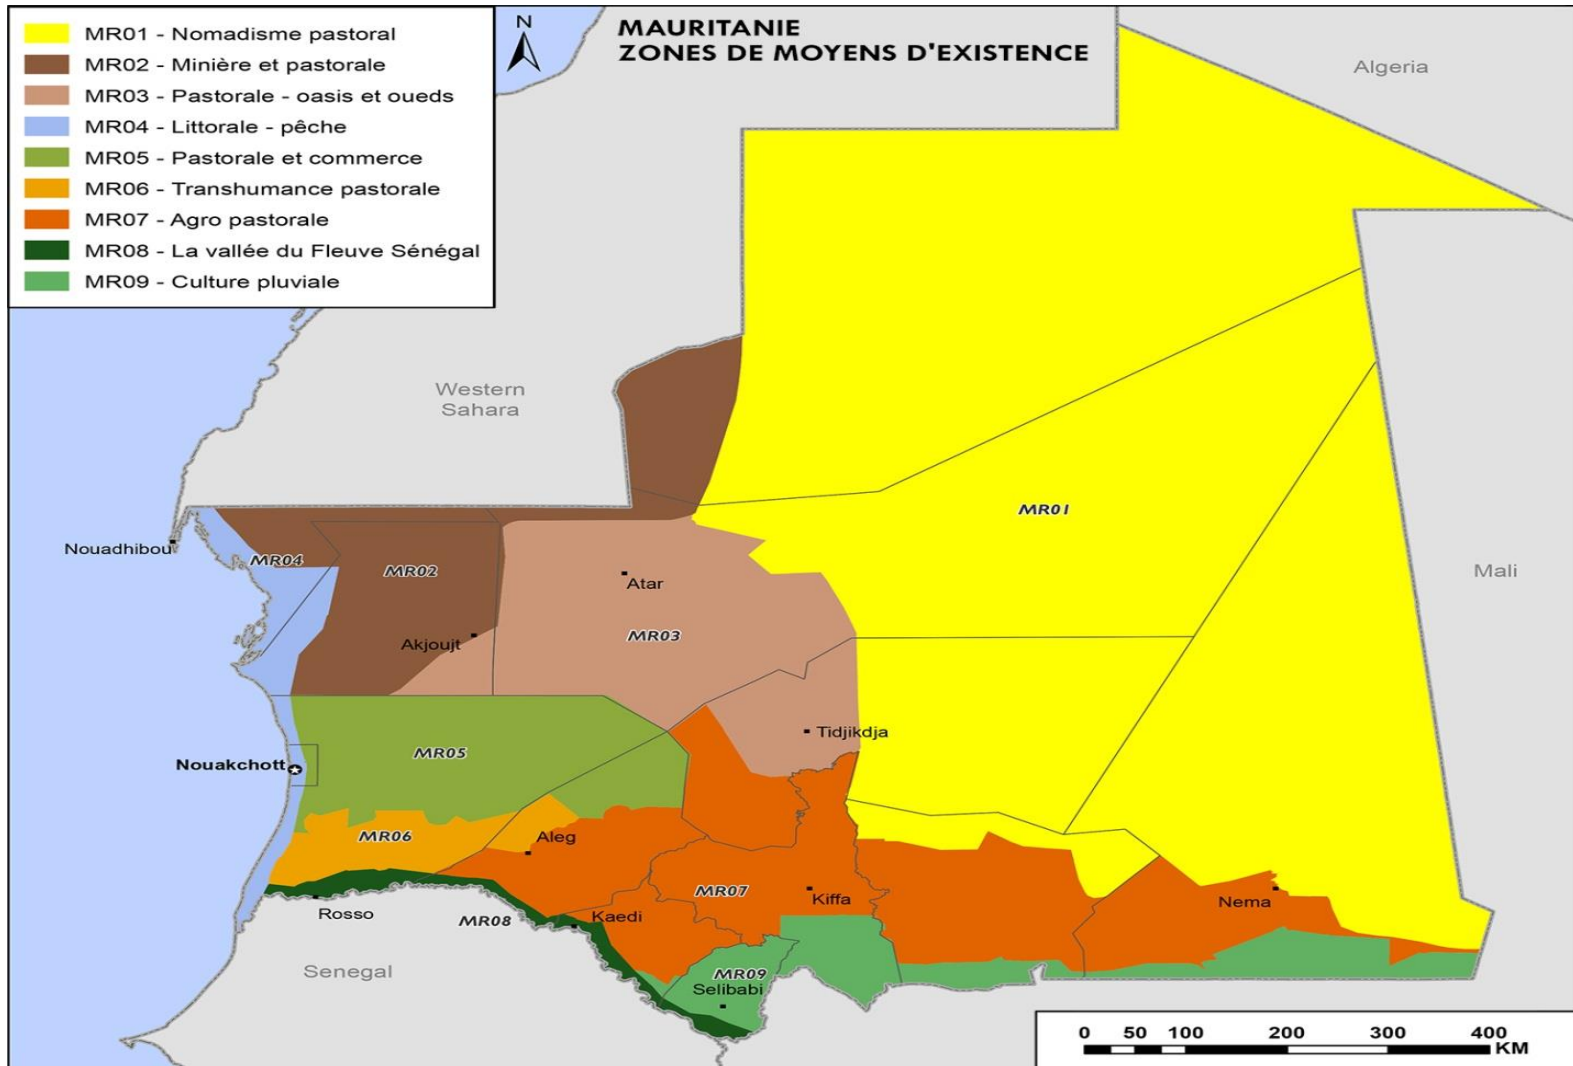 MR01 - Nomadisme pastoral
MR02 - Minière et pastorale
MR03 - Pastorale - oasis et oueds
MR04 - Littorale - pêche
MR05 - Pastorale et commerce
MR06 - Transhumance pastorale
MR07 - Agro pastorale
MR08 - La vallée du Fleuve Sénégal
MR09 - Culture pluviale
N
MAURITANIE
ZONES DE MOYENS D'EXISTENCE
Algeria
Western
Sahara
MR01
Nouadhibou
MR04
MR02
Atar
Mali
Akjoujt
MR03
Tidjikdja
Nouakchott
MR05
MR06
Aleg
MR07
Kiffa
Nema
Rosso
MR08
Kaedi
Senegal
MR09
Selibabi
0 50 100 200 300 400
KM